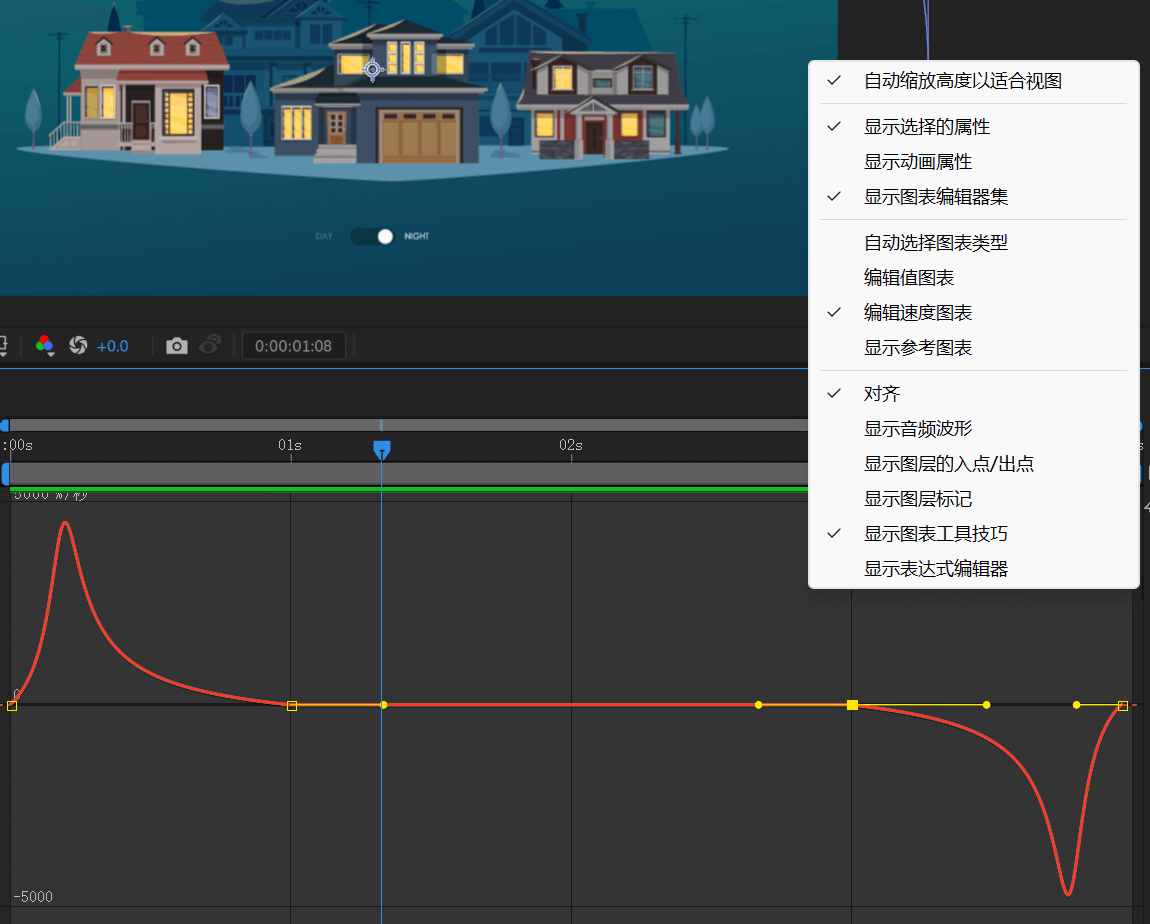 自动缩放高度以适合视图
显示选择的属性
显示动画属性
显示图表编辑器集
自动选择图表类型
编辑值图表
编辑速度图表
显示参考图表
对齐
显示音频波形
显示图层的入点/出点
显示图层标记
显示图表工具技巧
显示表达式编辑器
DAY NIGHT
+0.0 0:00:01:08
:00s 01s 02s
5000 %/秒
0
-5000